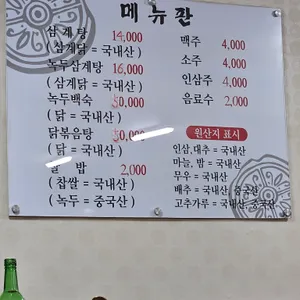 메뉴판
삼계탕 14,000
(삼계닭 = 국내산)
녹두삼계탕 16,000
(삼계닭 = 국내산)
녹두백숙 50,000
(닭 = 국내산)
닭볶음탕 50,000
(닭 = 국내산)
찰밥 2,000
(찹쌀 = 국내산)
(녹두 = 중국산)
맥주 4,000
소주 4,000
인삼주 4,000
음료수 2,000
원산지 표시
인삼,대추 = 국내산
마늘, 밤 = 국내산
무우 = 국내산
배추 = 국내산, 중국산
고추가루 = 국내산, 중국산